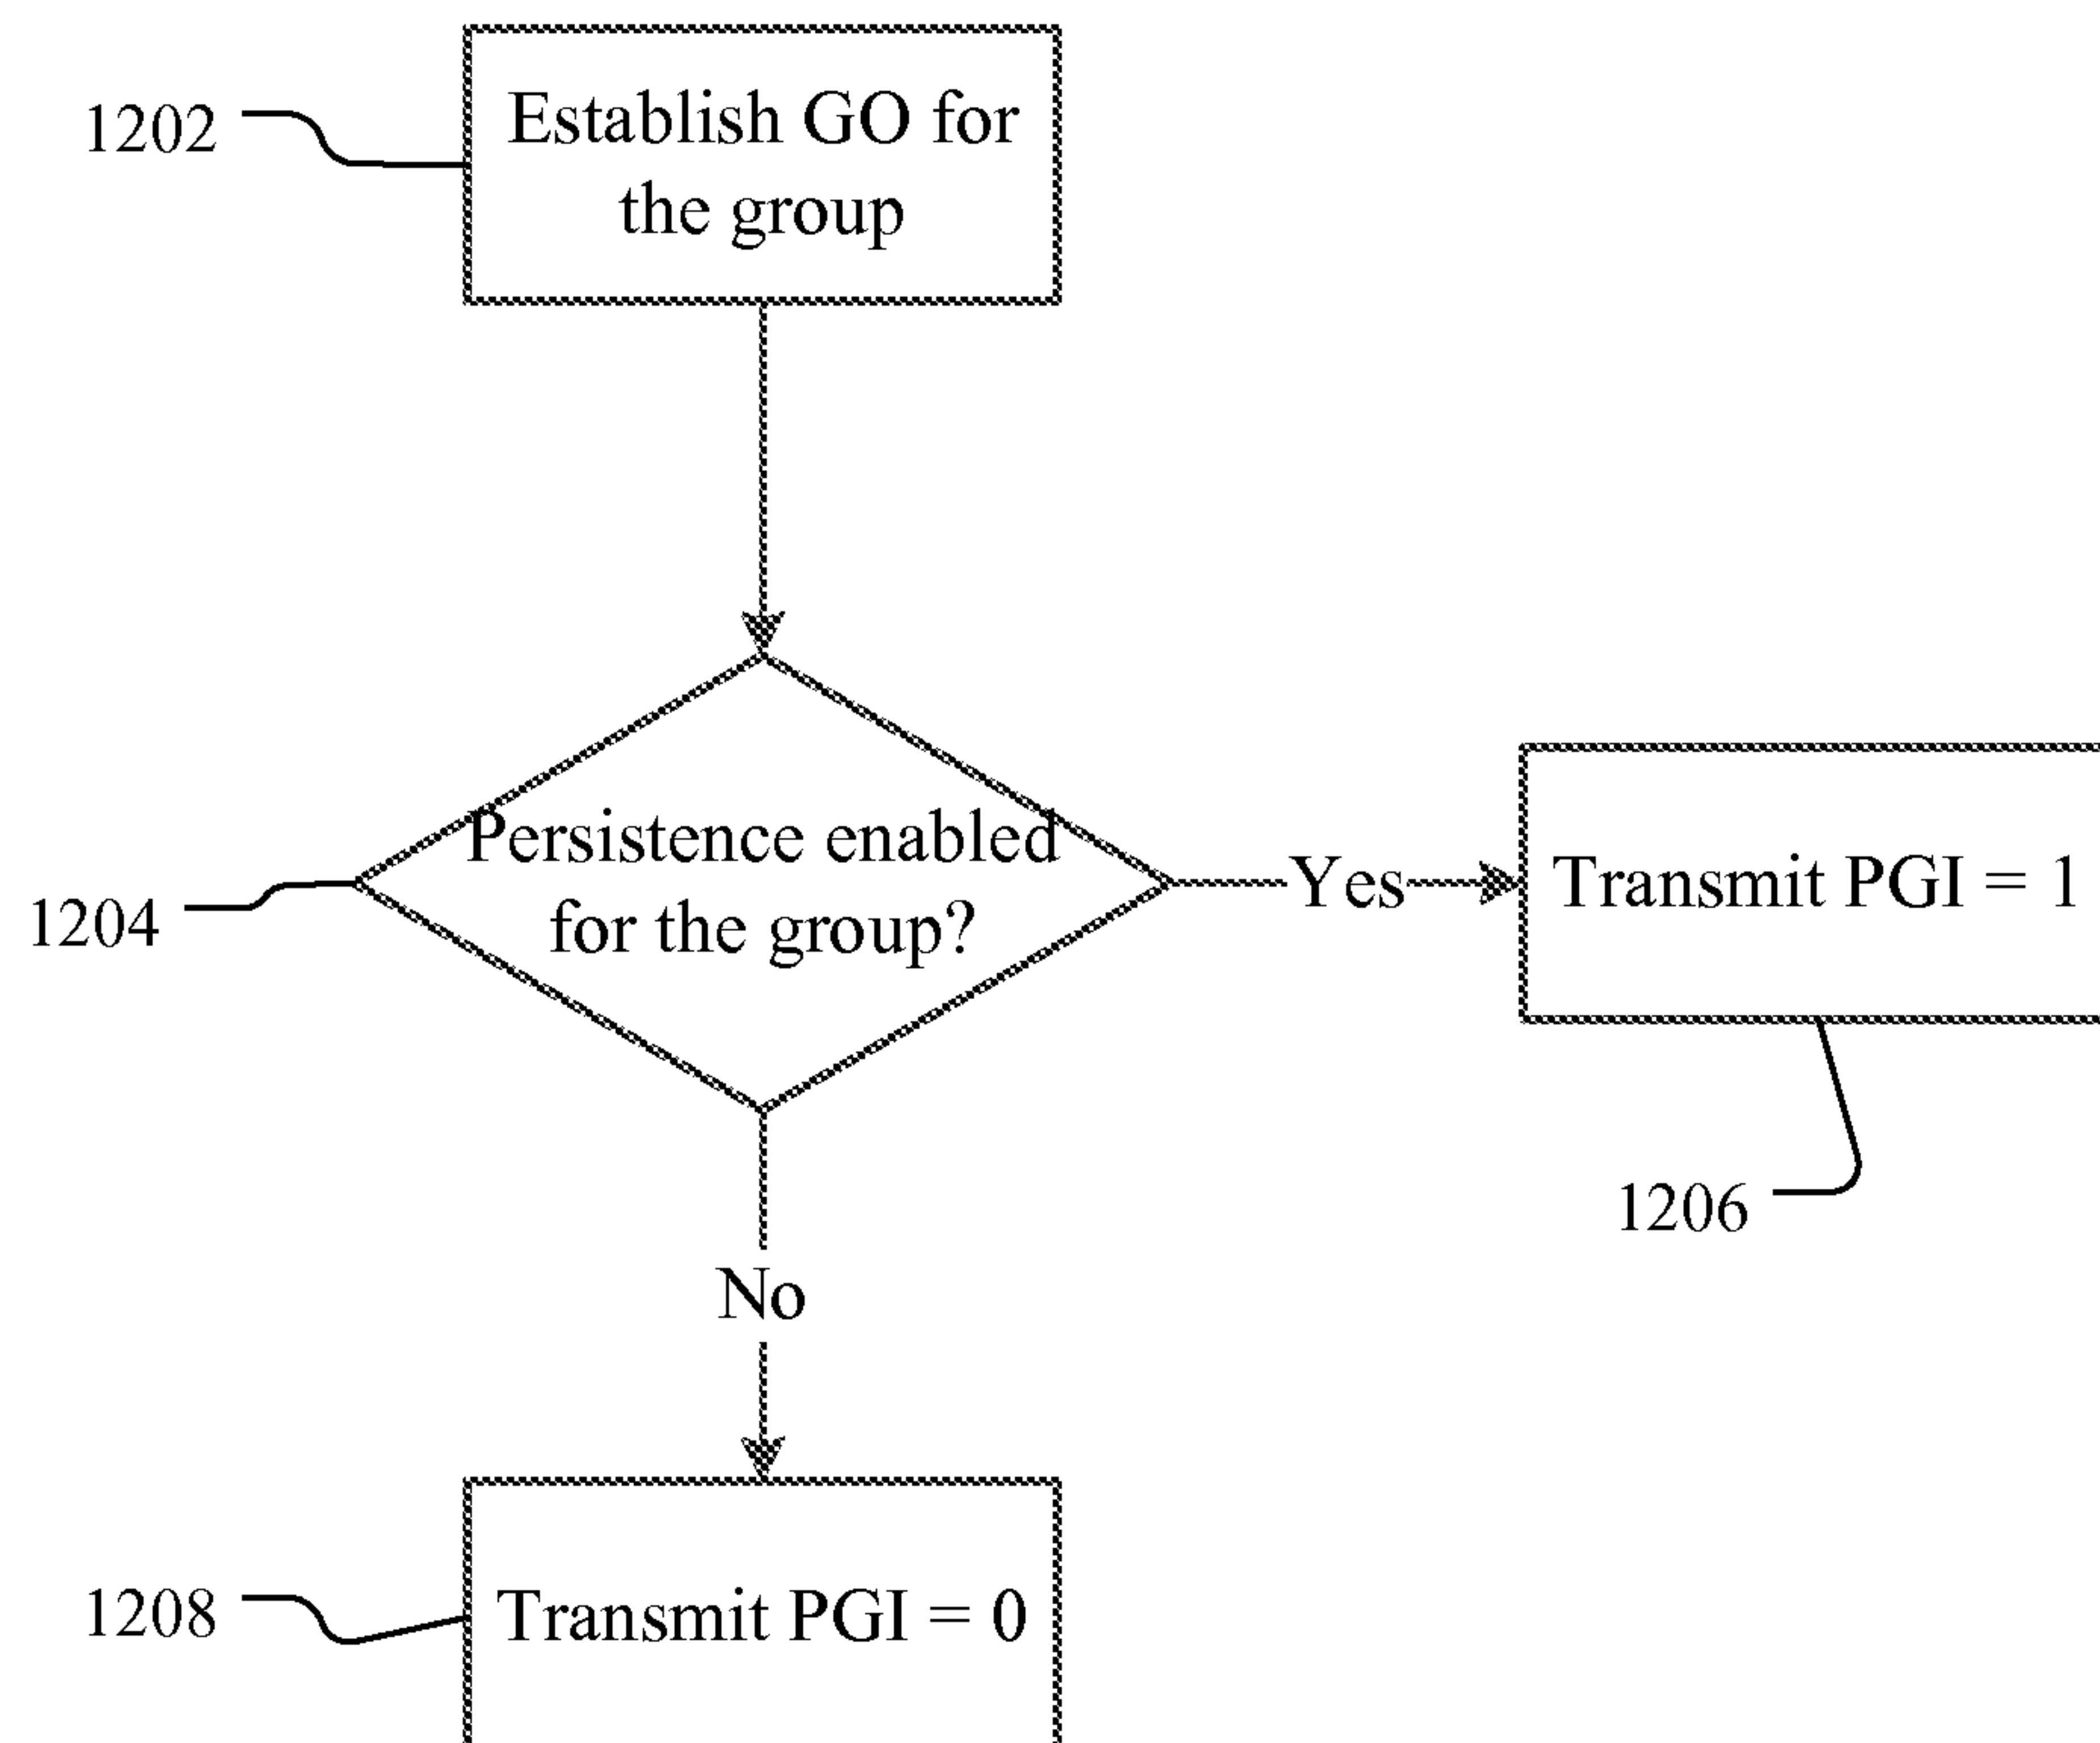 1202
Establish GO for
the group
1204
Persistence enabled
for the group?
Yes
Transmit PGI = 1
1206
No
1208
Transmit PGI = 0